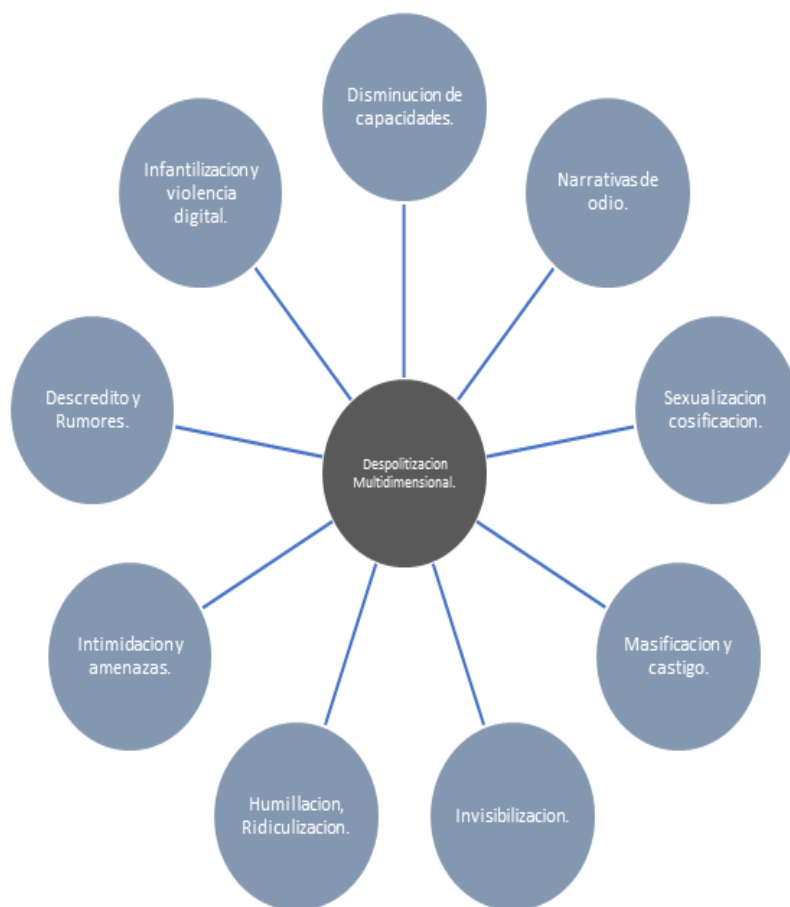 Disminucion de
capacidades.
Narrativas de
odio.
Sexualizacion
cosificacion.
Masificacion y
castigo.
Invisibilizacion.
Humillacion,
Ridiculizacion.
Intimidacion y
amenazas.
Descredito y
Rumores.
Infantilizacion y
violencia
digital.
Despolitizacion
Multidimensional.